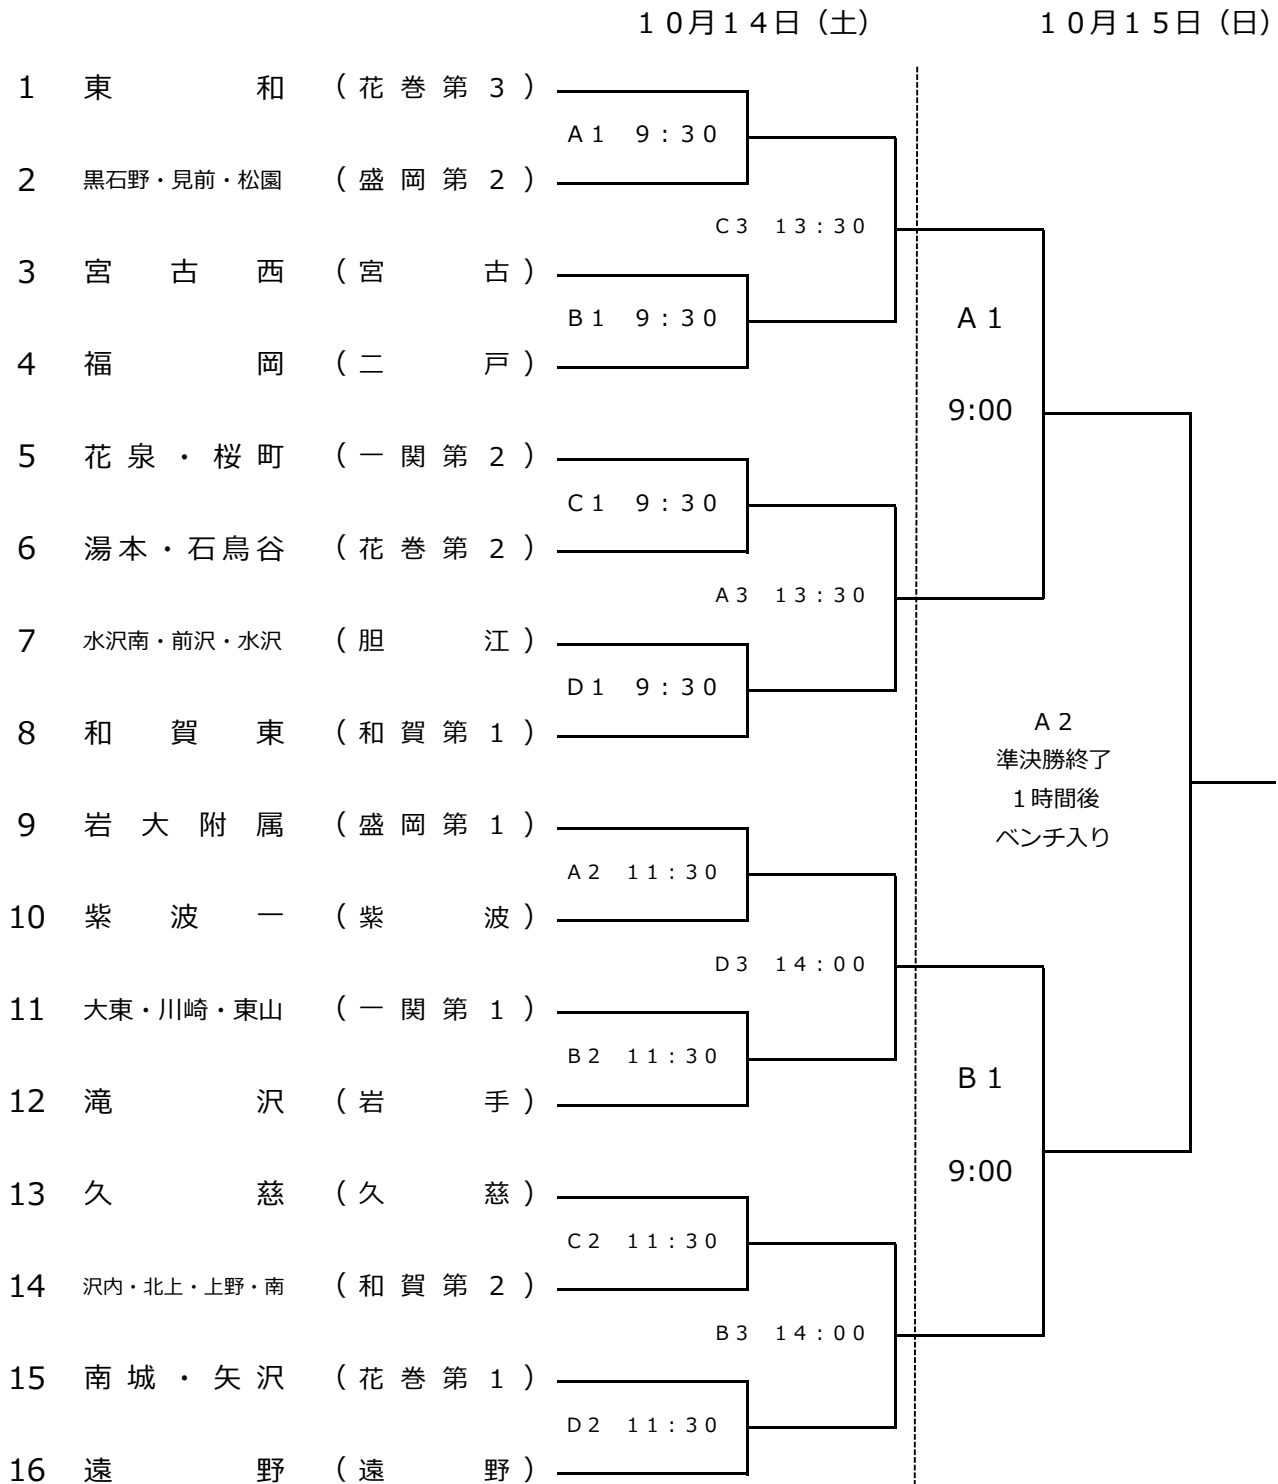 １０月１４日（土） １０月１５日（日）
1 東和 （花巻第３）
A1 9:30
2 黒石野・見前・松園 （盛岡第２）
C3 13:30
3 宮古西 （宮古）
B1 9:30
A1
4 福岡 （二戸）
9:00
5 花泉・桜町 （一関第２）
C1 9:30
6 湯本・石鳥谷 （花巻第２）
A3 13:30
7 水沢南・前沢・水沢 （胆江）
D1 9:30
8 和賀東 （和賀第１）
A2
準決勝終了
１時間後
ベンチ入り
9 岩大附属 （盛岡第１）
A2 11:30
10 紫波一 （紫波）
D3 14:00
11 大東・川崎・東山 （一関第１）
B2 11:30
B1
12 滝沢 （岩手）
9:00
13 久慈 （久慈）
C2 11:30
14 沢内・北上・上野・南 （和賀第２）
B3 14:00
15 南城・矢沢 （花巻第１）
D2 11:30
16 遠野 （遠野）